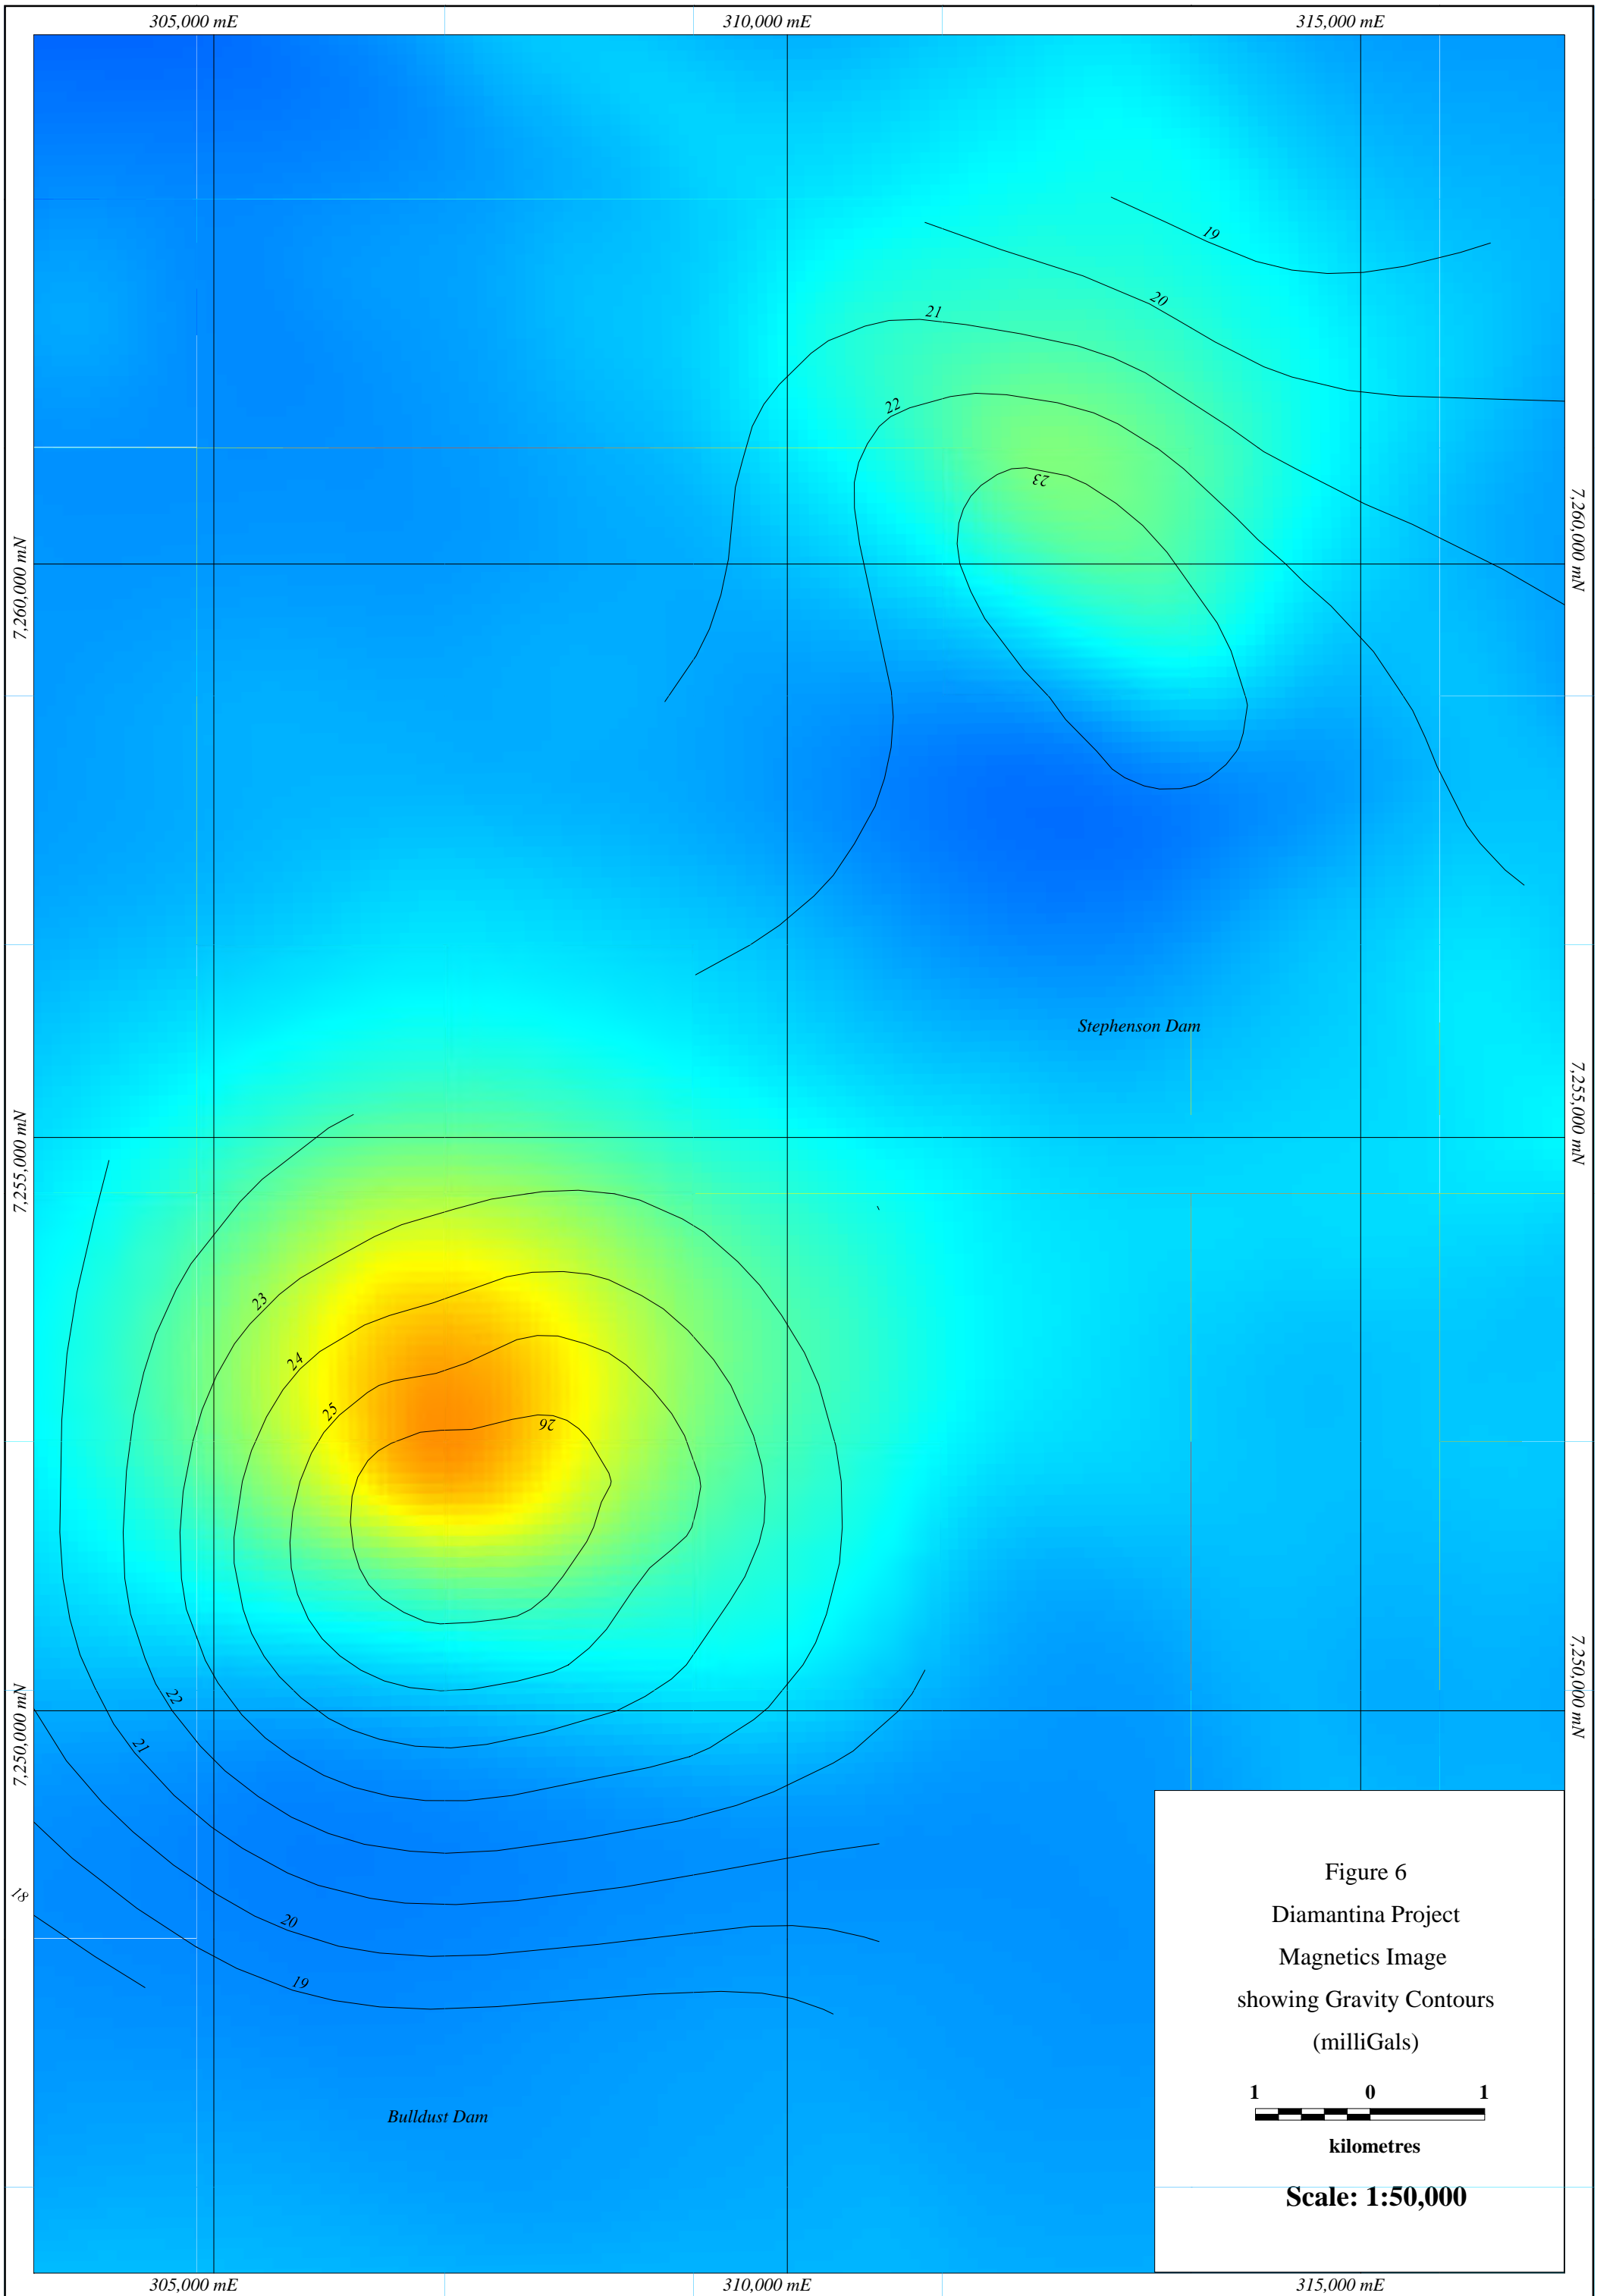 305,000 mE
310,000 mE
315,000 mE
19
20
21
22
23
7,260,000 mN
7,260,000 mN
Stephenson Dam
7,255,000 mN
7,255,000 mN
23
24
25
26
7,250,000 mN
7,250,000 mN
22
21
18
20
19
Figure 6
Diamantina Project
Magnetics Image
showing Gravity Contours
(milliGals)
1 0 1
kilometres
Scale: 1:50,000
Bulldust Dam
305,000 mE
310,000 mE
315,000 mE